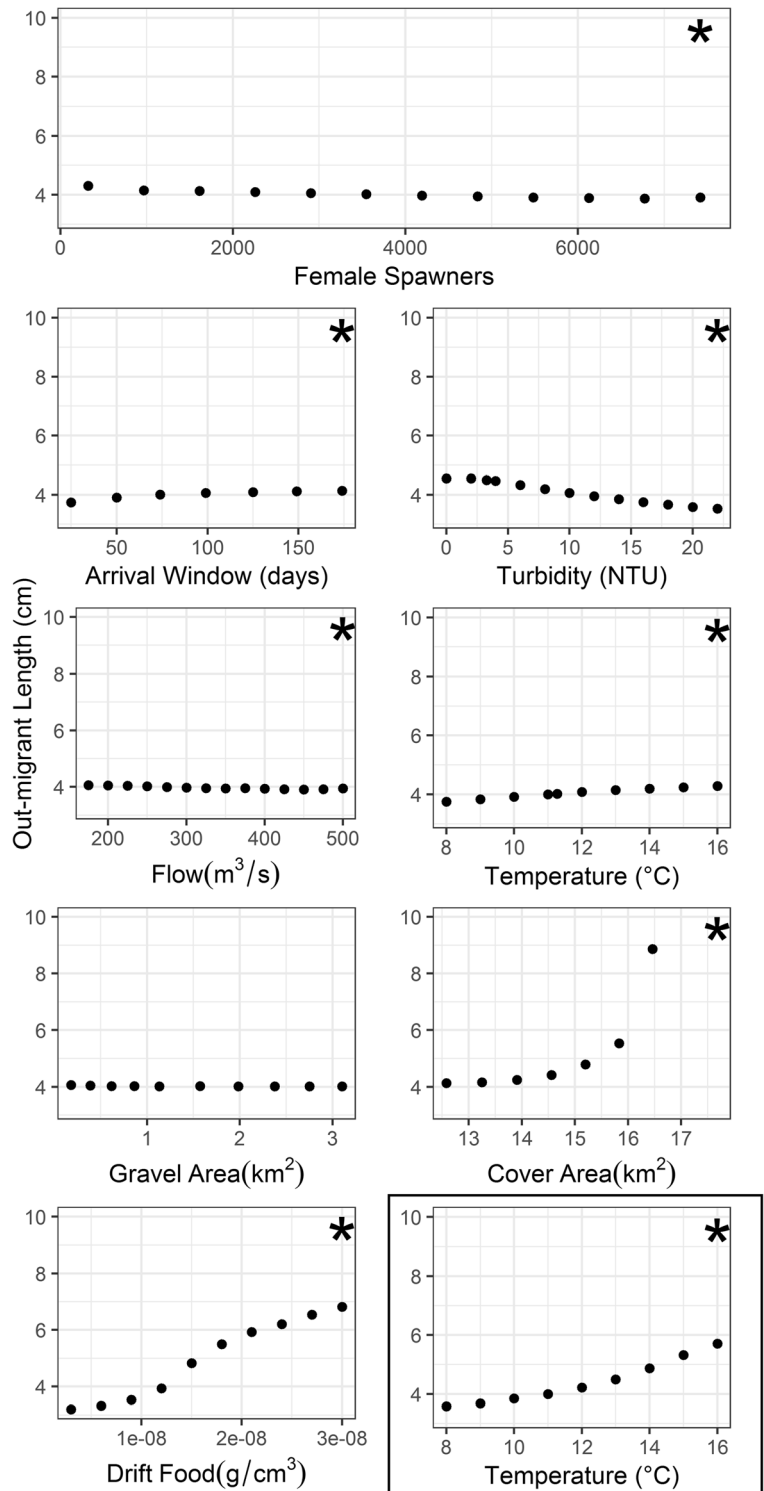 10
8
6
4
0 2000 4000 6000
Female Spawners
*
10
8
6
4
50 100 150
Arrival Window (days)
*
10
8
6
4
0 5 10 15 20
Turbidity (NTU)
*
Out-migrant Length (cm)
10
8
6
4
200 300 400 500
Flow(m³/s)
*
10
8
6
4
8 10 12 14 16
Temperature (°C)
*
10
8
6
4
1 2 3
Gravel Area(km²)
10
8
6
4
13 14 15 16 17
Cover Area(km²)
*
10
8
6
4
1e-08 2e-08 3e-08
Drift Food(g/cm³)
*
10
8
6
4
8 10 12 14 16
Temperature (°C)
*